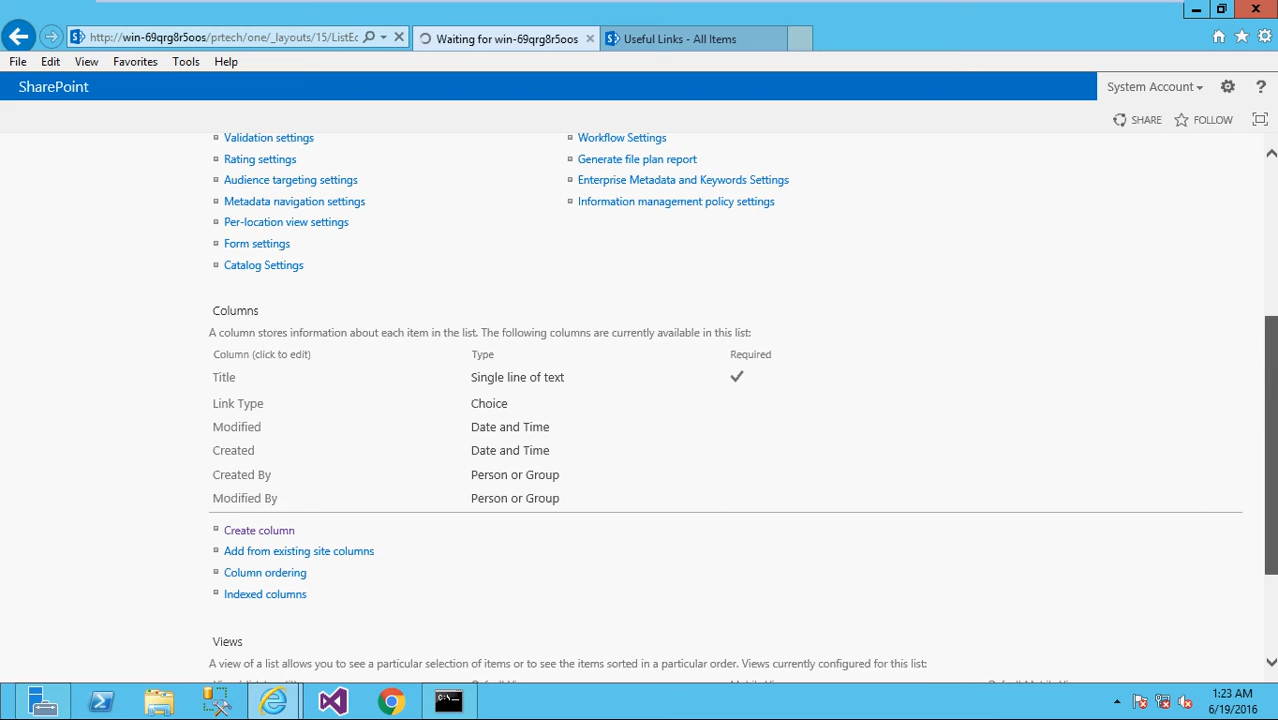 http://win-69qrg8r5oos/prtech/one/_layouts/15/ListEc
Waiting for win-69qrg8r5oos
Useful Links - All Items
File Edit View Favorites Tools Help
SharePoint
System Account
?
SHARE
FOLLOW
Validation settings
Workflow Settings
Rating settings
Generate file plan report
Audience targeting settings
Enterprise Metadata and Keywords Settings
Metadata navigation settings
Information management policy settings
Per-location view settings
Form settings
Catalog Settings
Columns
A column stores information about each item in the list. The following columns are currently available in this list:
Column (click to edit) Type Required
Title Single line of text
Link Type Choice
Modified Date and Time
Created Date and Time
Created By Person or Group
Modified By Person or Group
Create column
Add from existing site columns
Column ordering
Indexed columns
Views
A view of a list allows you to see a particular selection of items or to see the items sorted in a particular order. Views currently configured for this list:
1:23 AM
6/19/2016